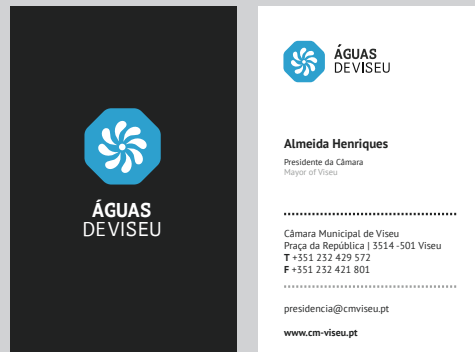 ÁGUAS
DEVISEU
ÁGUAS
DEVISEU
Almeida Henriques
Presidente da Câmara
Mayor of Viseu
Câmara Municipal de Viseu
Praça da República | 3514 -501 Viseu
T +351 232 429 572
F +351 232 421 801
presidencia@cmviseu.pt
www.cm-viseu.pt